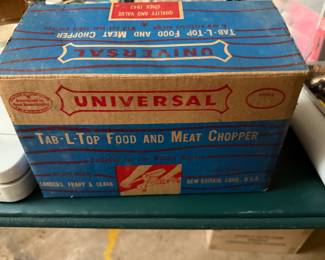 QUALITY AND VALUE
SINCE 1842
TAB-L-TOP FOOD AND MEAT CHOPPER
UNIVERSAL
UNIVERSAL
TAB-L-TOP FOOD AND MEAT CHOPPER
LANDERS, FRARY & CLARK
NEW BRITAIN, CONN., U.S.A.